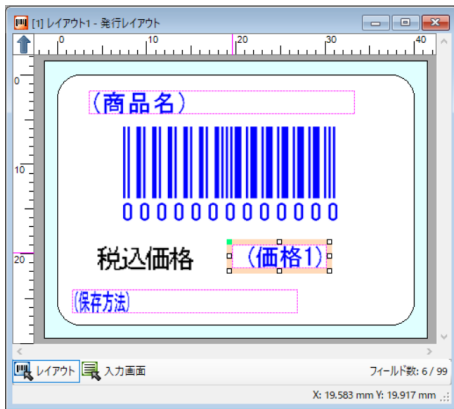 [1] レイアウト1 - 発行レイアウト
0 10 20 30 40
0
(商品名)
10
0000000000000
20
税込価格 (価格1)
(保存方法)
レイアウト 入力画面 フィールド数: 6 / 99
X: 19.583 mm Y: 19.917 mm